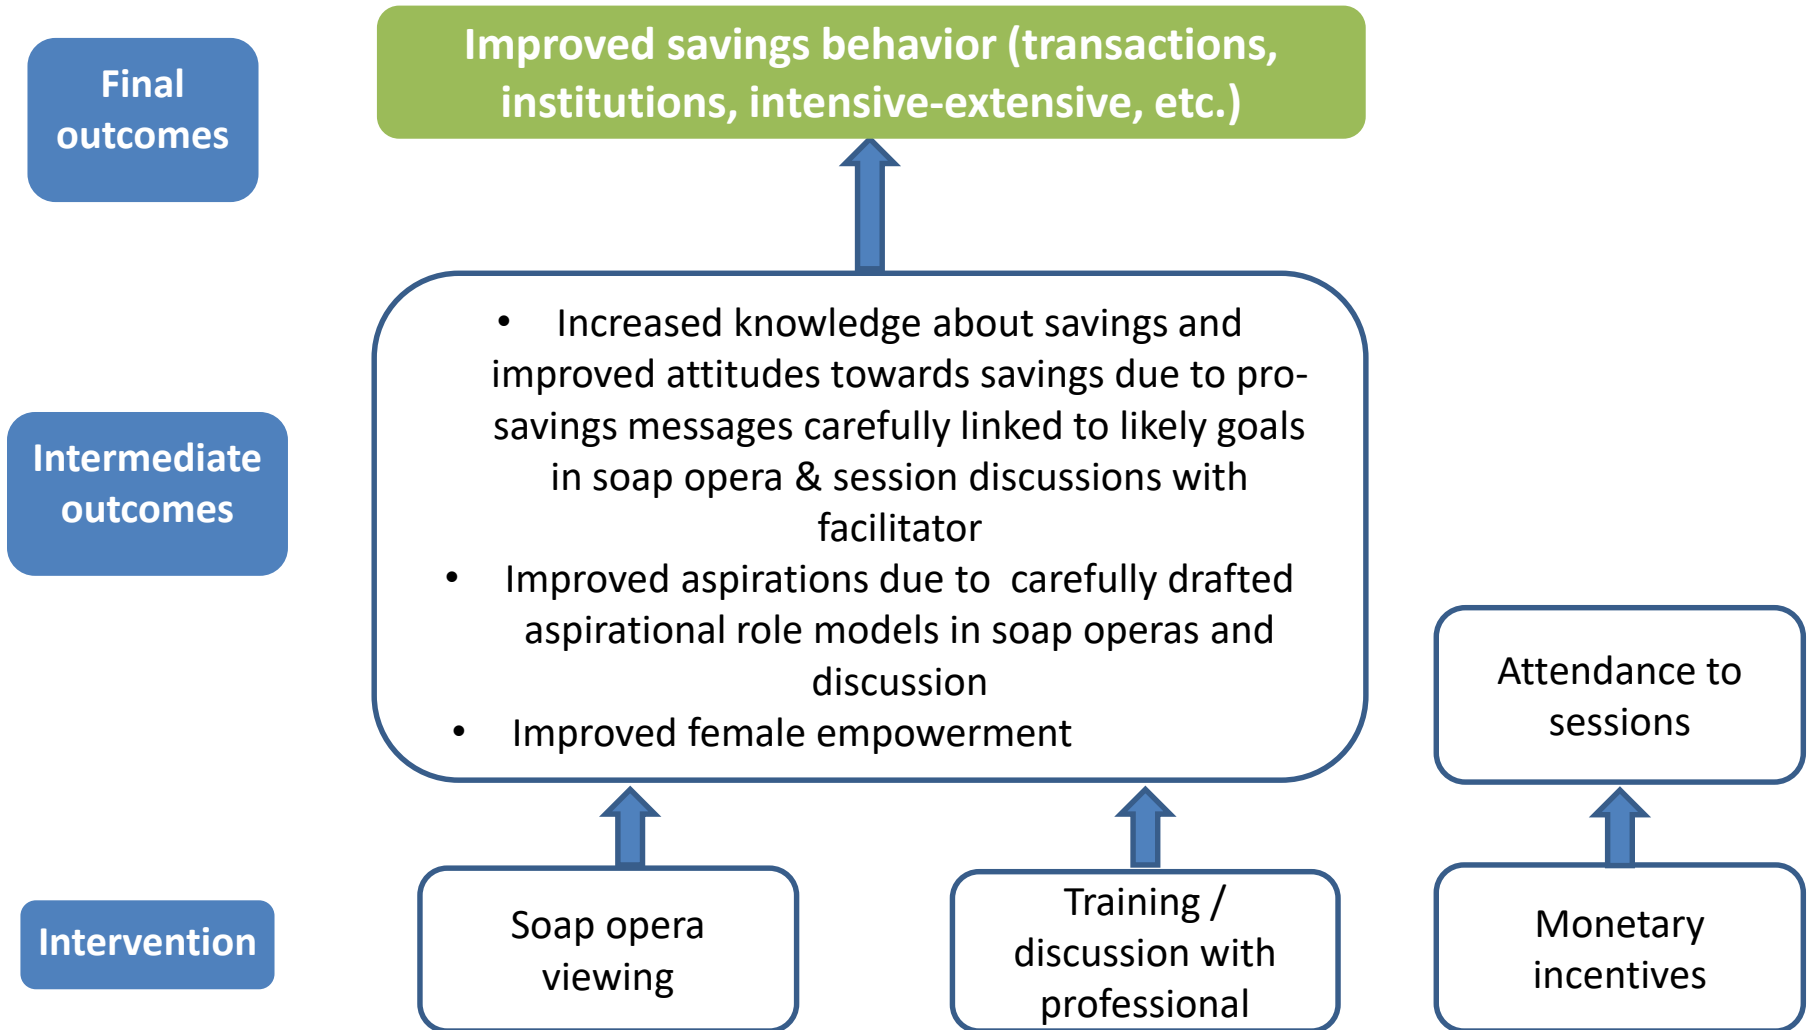 Final
outcomes
Improved savings behavior (transactions,
institutions, intensive-extensive, etc.)
Intermediate
outcomes
• Increased knowledge about savings and
improved attitudes towards savings due to pro-
savings messages carefully linked to likely goals
in soap opera & session discussions with
facilitator
• Improved aspirations due to carefully drafted
aspirational role models in soap operas and
discussion
• Improved female empowerment
Attendance to
sessions
Intervention
Soap opera
viewing
Training /
discussion with
professional
Monetary
incentives